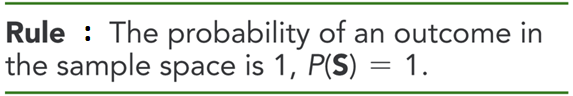 Rule : The probability of an outcome in
the sample space is 1, P(S) = 1.